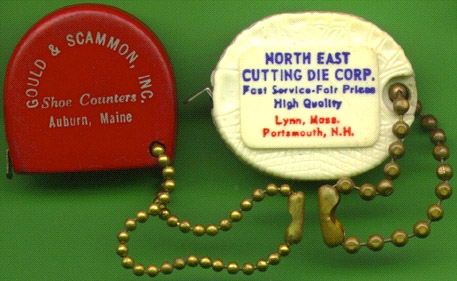 GOULD & SCAMMON, INC.
Shoe Counters
Auburn, Maine
NORTH EAST
CUTTING DIE CORP.
Fast Service-Fair Prices
High Quality
Lynn, Mass.
Portsmouth, N.H.